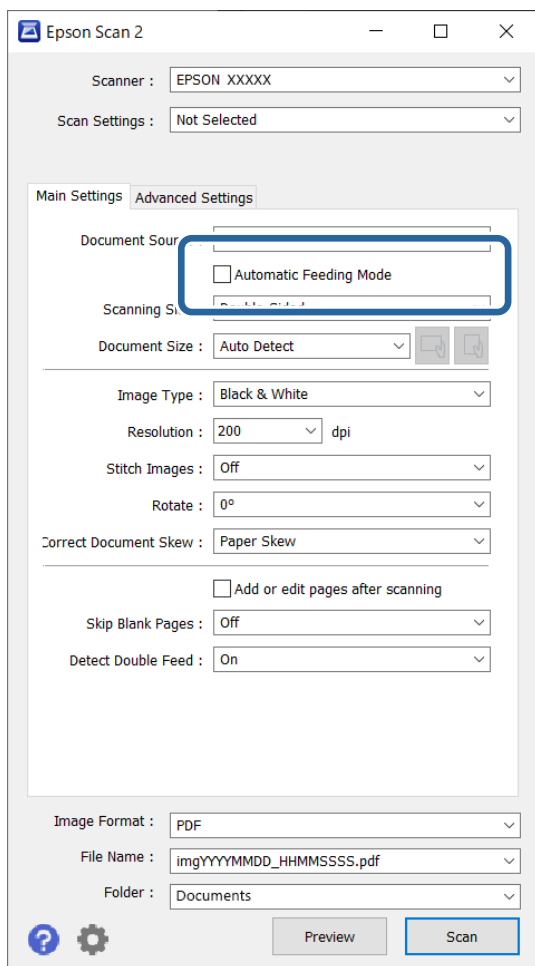 Epson Scan 2
Scanner : EPSON XXXXX
Scan Settings : Not Selected
Main Settings Advanced Settings
Document
Automatic Feeding Mode
Scanning
Document Size : Auto Detect
Image Type : Black & White
Resolution : 200 dpi
Stitch Images : Off
Rotate : 0°
Correct Document Skew : Paper Skew
Add or edit pages after scanning
Skip Blank Pages : Off
Detect Double Feed : On
Image Format : PDF
File Name : imgYYYYMMDD_HHMMSSSS.pdf
Folder : Documents
Preview Scan